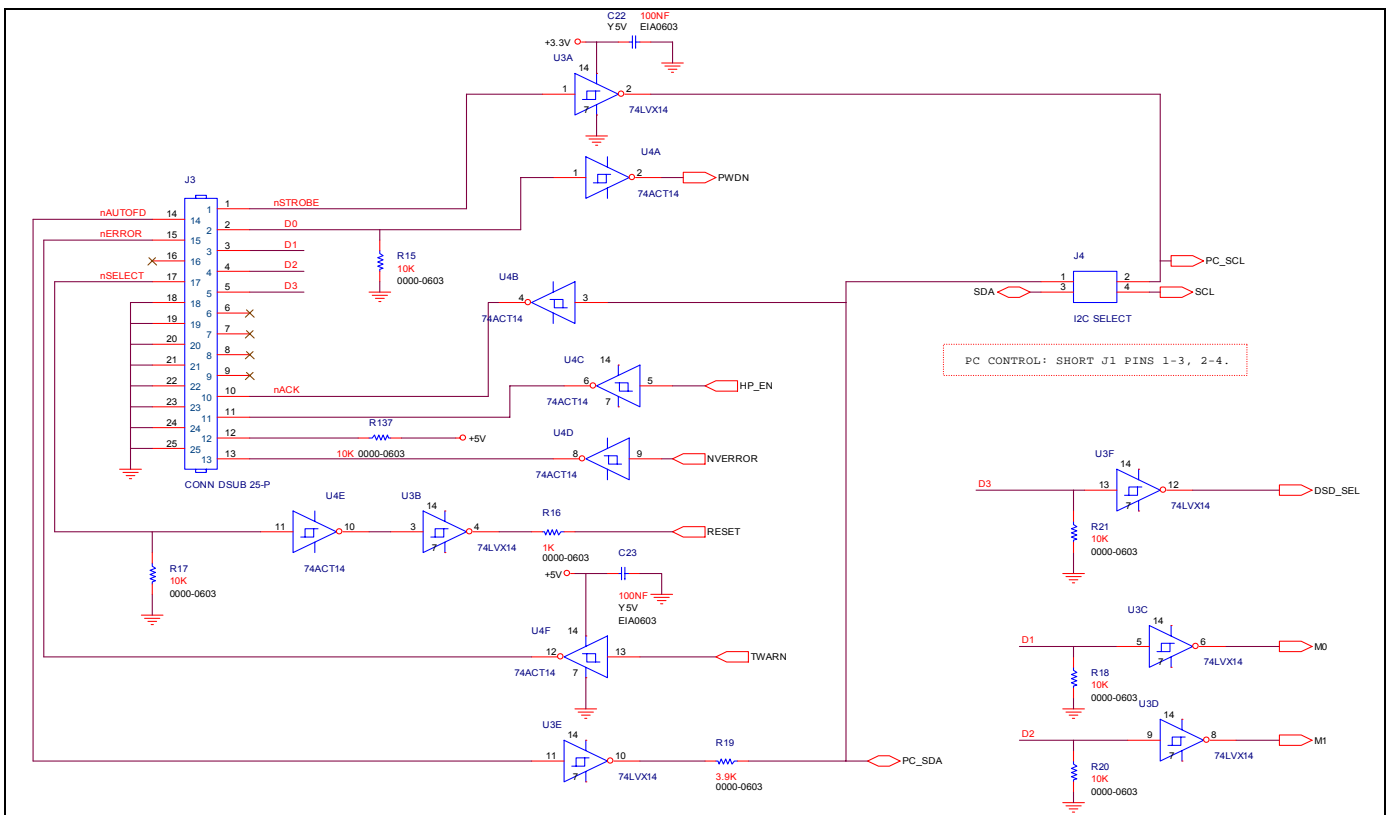 C22 100NF
Y5V EIA0603
+3.3V
U3A
14
1 2
7 74LVX14
U4A
1 2 PWDN
74ACT14
J3
nSTROBE
nAUTOFD 14 1 1
14 2 2 D0
nERROR 15 15 3 3 D1
16 16 4 4 D2
nSELECT 17 17 5 5 D3
18 18 6 6
19 19 7 7
20 20 8 8
21 21 9 9
22 22 10 10 nACK
23 23 11 11
24 24 12 12
25 25 13 13
CONN DSUB 25-P
R15
10K
0000-0603
U4B
4 3
74ACT14
J4
1 2
3 4
SDA SCL
PC_SCL
I2C SELECT
PC CONTROL: SHORT J1 PINS 1-3, 2-4.
U4C 14
6 5 HP_EN
74ACT14 7
R137
+5V
10K 0000-0603
U4D
8 9 NVERROR
74ACT14
U4E
11 10
74ACT14
U3B
14
3 4
7 74LVX14
R16
1K
0000-0603
RESET
R17
10K
0000-0603
+5V
C23
100NF
Y5V
EIA0603
U4F 14
12 13 TWARN
74ACT14 7
U3E
14
11 10
7 74LVX14
R19
3.9K
0000-0603
PC_SDA
U3F
14
D3 13 12 DSD_SEL
7 74LVX14
R21
10K
0000-0603
U3C
14
D1 5 6 M0
7 74LVX14
R18
10K
0000-0603
U3D
14
D2 9 8 M1
7 74LVX14
R20
10K
0000-0603